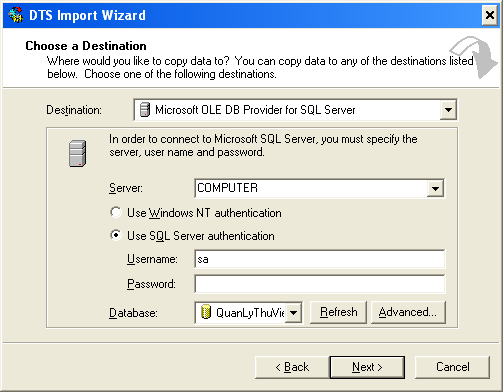 DTS Import Wizard
Choose a Destination
Where would you like to copy data to? You can copy data to any of the destinations listed
below. Choose one of the following destinations.
Destination: Microsoft OLE DB Provider for SQL Server
In order to connect to Microsoft SQL Server, you must specify the
server, user name and password.
Server: COMPUTER
Use Windows NT authentication
Use SQL Server authentication
Username: sa
Password:
Database: QuanLyThuVie Refresh Advanced...
< Back Next > Cancel